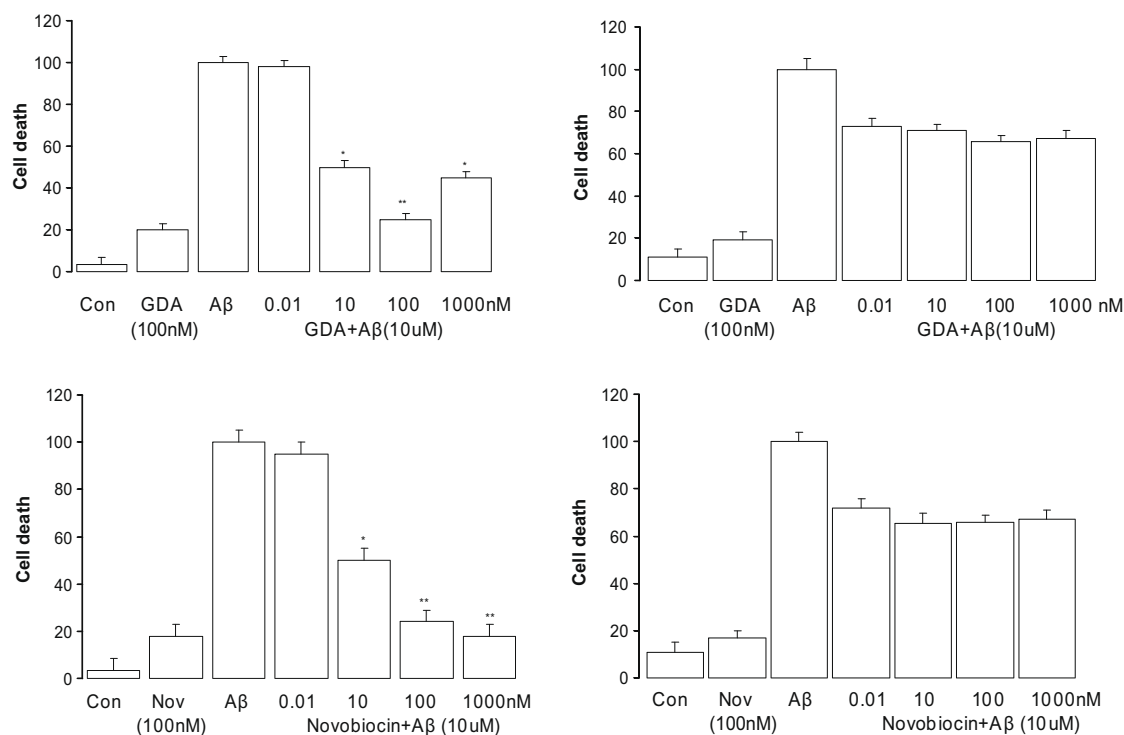 120
100
80
60
40
20
0
Cell death
* ** *
Con GDA Aβ 0.01 10 100 1000nM
(100nM) GDA+Aβ(10uM)
120
100
80
60
40
20
0
Cell death
Con GDA Aβ 0.01 10 100 1000 nM
(100nM) GDA+Aβ(10uM)
120
100
80
60
40
20
0
Cell death
* ** **
Con Nov Aβ 0.01 10 100 1000nM
(100nM) Novobiocin+Aβ (10uM)
120
100
80
60
40
20
0
Cell death
Con Nov Aβ 0.01 10 100 1000nM
(100nM) Novobiocin+Aβ (10uM)